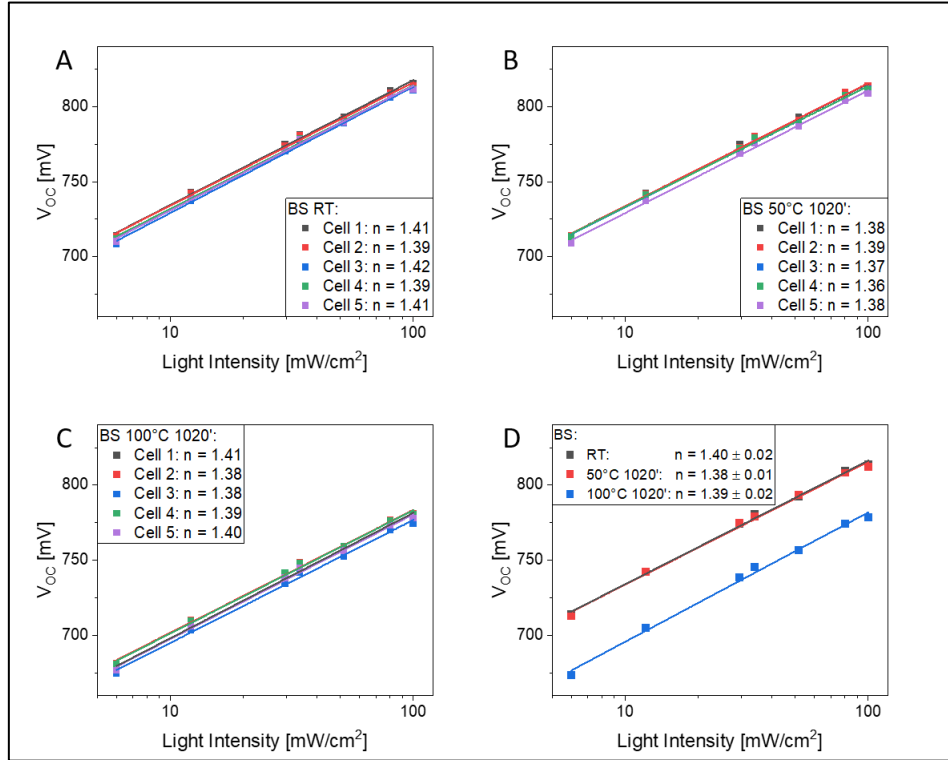 A
800
750
700
V_OC [mV]
BS RT:
Cell 1: n = 1.41
Cell 2: n = 1.39
Cell 3: n = 1.42
Cell 4: n = 1.39
Cell 5: n = 1.41
10
100
Light Intensity [mW/cm²]
B
800
750
700
V_OC [mV]
BS 50°C 1020':
Cell 1: n = 1.38
Cell 2: n = 1.39
Cell 3: n = 1.37
Cell 4: n = 1.36
Cell 5: n = 1.38
10
100
Light Intensity [mW/cm²]
C
BS 100°C 1020':
Cell 1: n = 1.41
Cell 2: n = 1.38
Cell 3: n = 1.38
Cell 4: n = 1.39
Cell 5: n = 1.40
800
750
700
V_OC [mV]
10
100
Light Intensity [mW/cm²]
D
BS:
RT: n = 1.40 ± 0.02
50°C 1020': n = 1.38 ± 0.01
100°C 1020': n = 1.39 ± 0.02
800
750
700
V_OC [mV]
10
100
Light Intensity [mW/cm²]